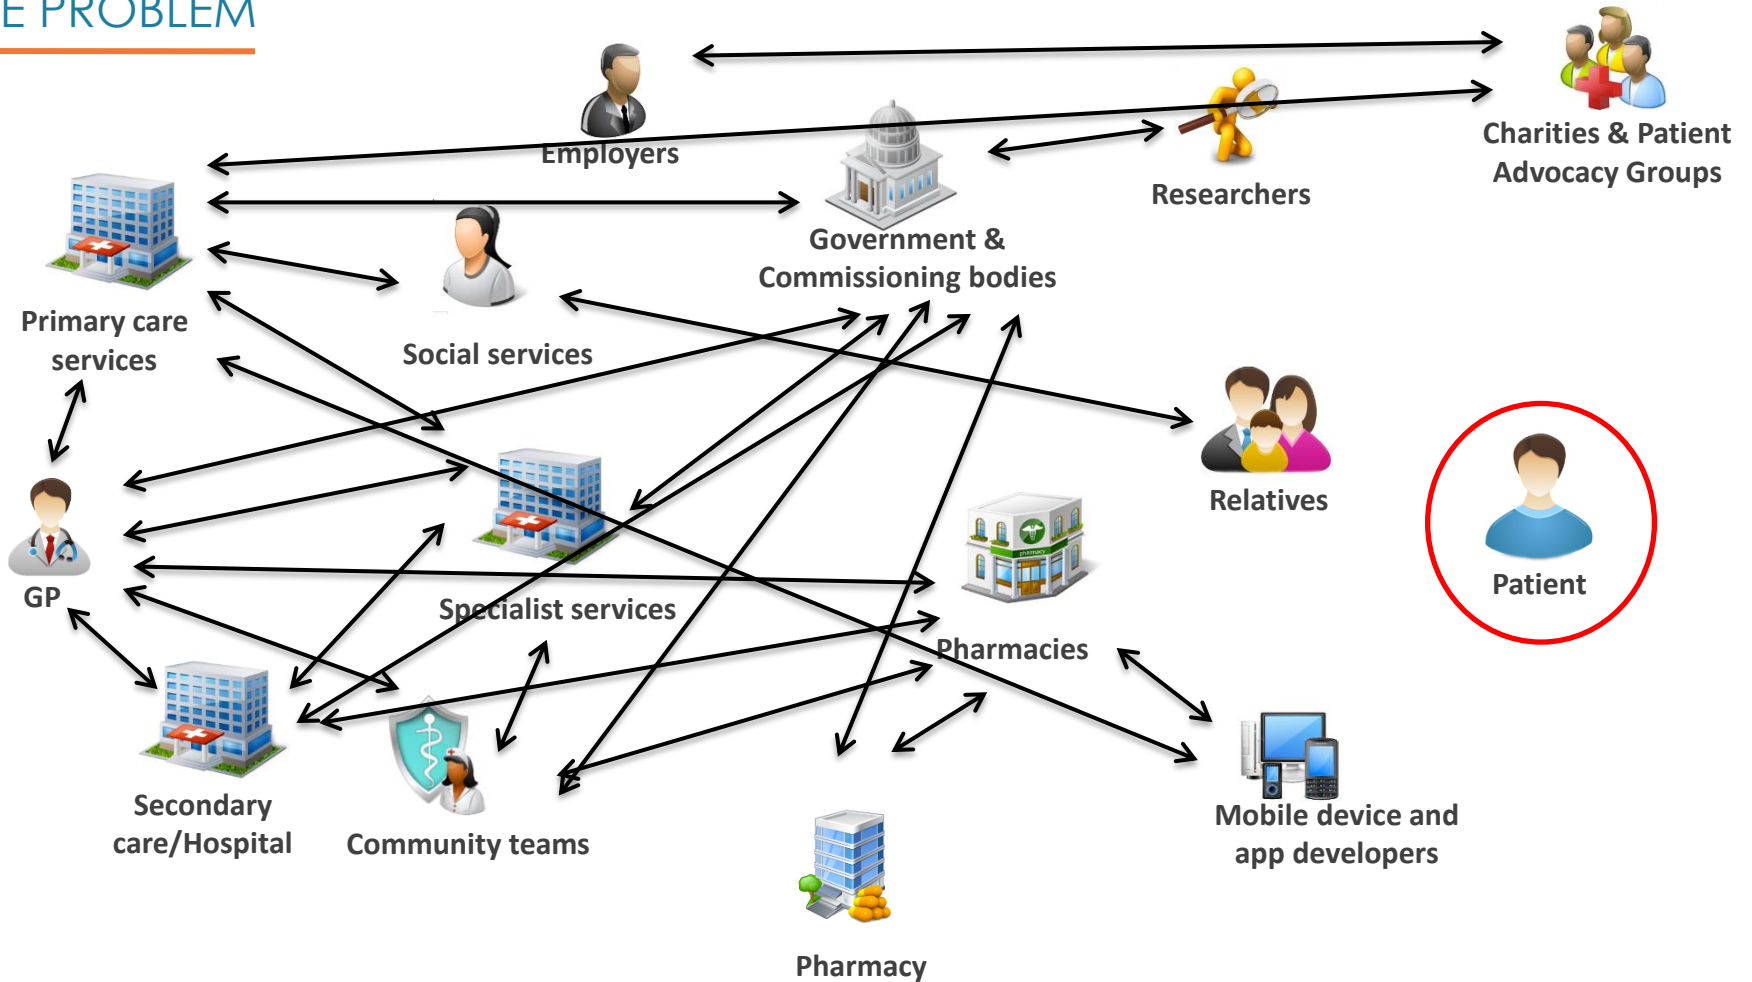 E PROBLEM
Employers
Charities & Patient
Advocacy Groups
Researchers
Government &
Commissioning bodies
Primary care
services
Social services
Relatives
Patient
GP
Specialist services
pharmacy
Pharmacies
Secondary
care/Hospital
Community teams
Mobile device and
app developers
Pharmacy